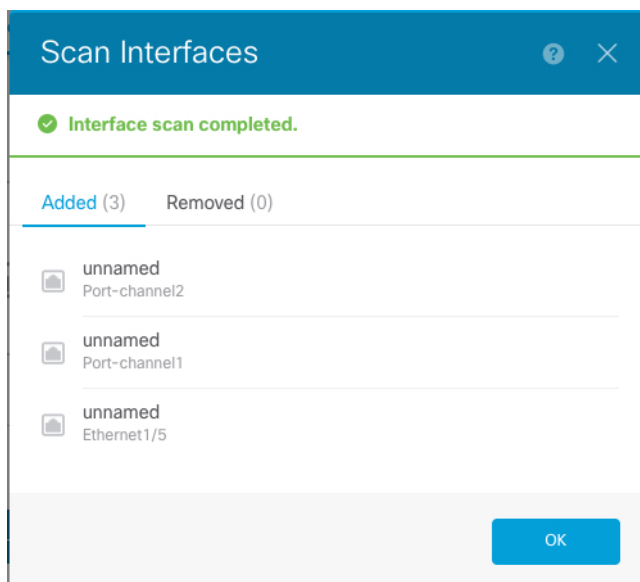 Scan Interfaces
Interface scan completed.
Added (3) Removed (0)
unnamed
Port-channel2
unnamed
Port-channel1
unnamed
Ethernet1/5
OK